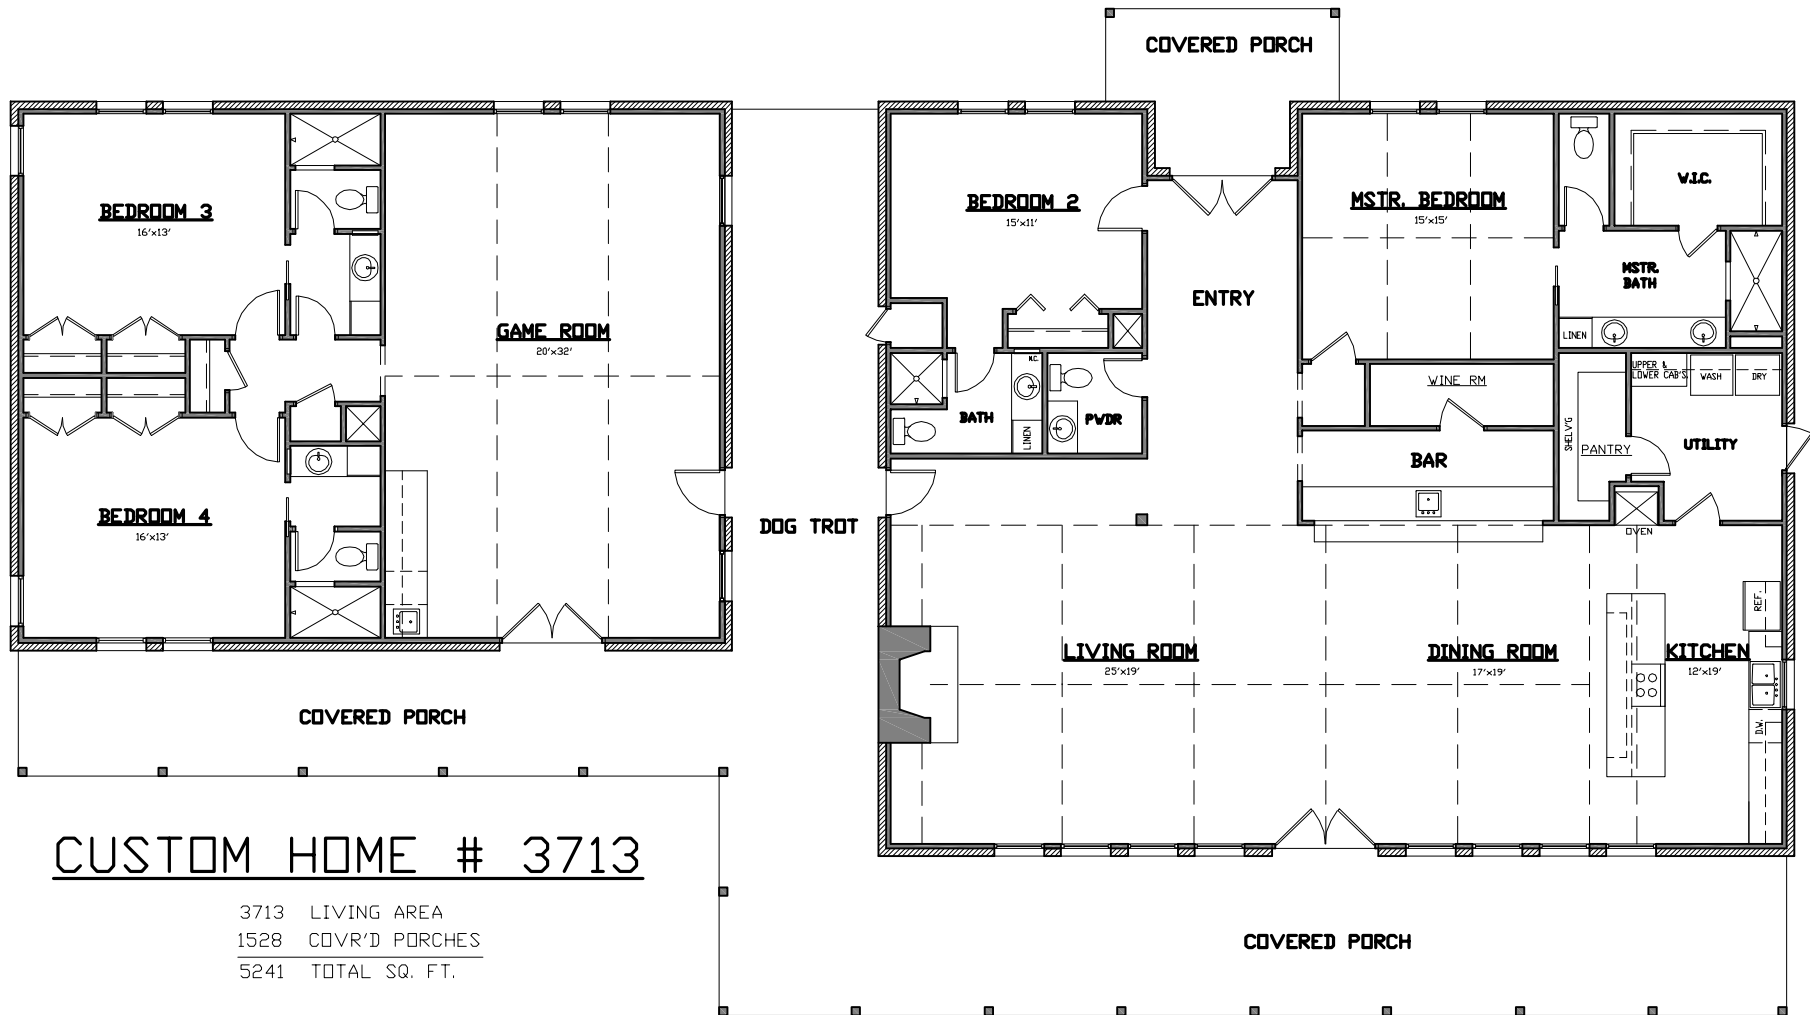 COVERED PORCH
BEDROOM 3
16'x13'
GAME ROOM
20'x32'
BEDROOM 4
16'x13'
COVERED PORCH
DOG TROT
BEDROOM 2
15'x11'
ENTRY
MSTR. BEDROOM
15'x15'
W.I.C.
MSTR.
BATH
LINEN
M.C.
BATH
LINEN
PWDR
WINE RM
BAR
SHELV'G
PANTRY
UPPER &
LOWER CAB'S.
WASH
DRY
UTILITY
OVEN
LIVING ROOM
25'x19'
DINING ROOM
17'x19'
KITCHEN
12'x19'
REF.
D.W.
COVERED PORCH
CUSTOM HOME # 3713
3713 LIVING AREA
1528 COVR'D PORCHES
5241 TOTAL SQ. FT.